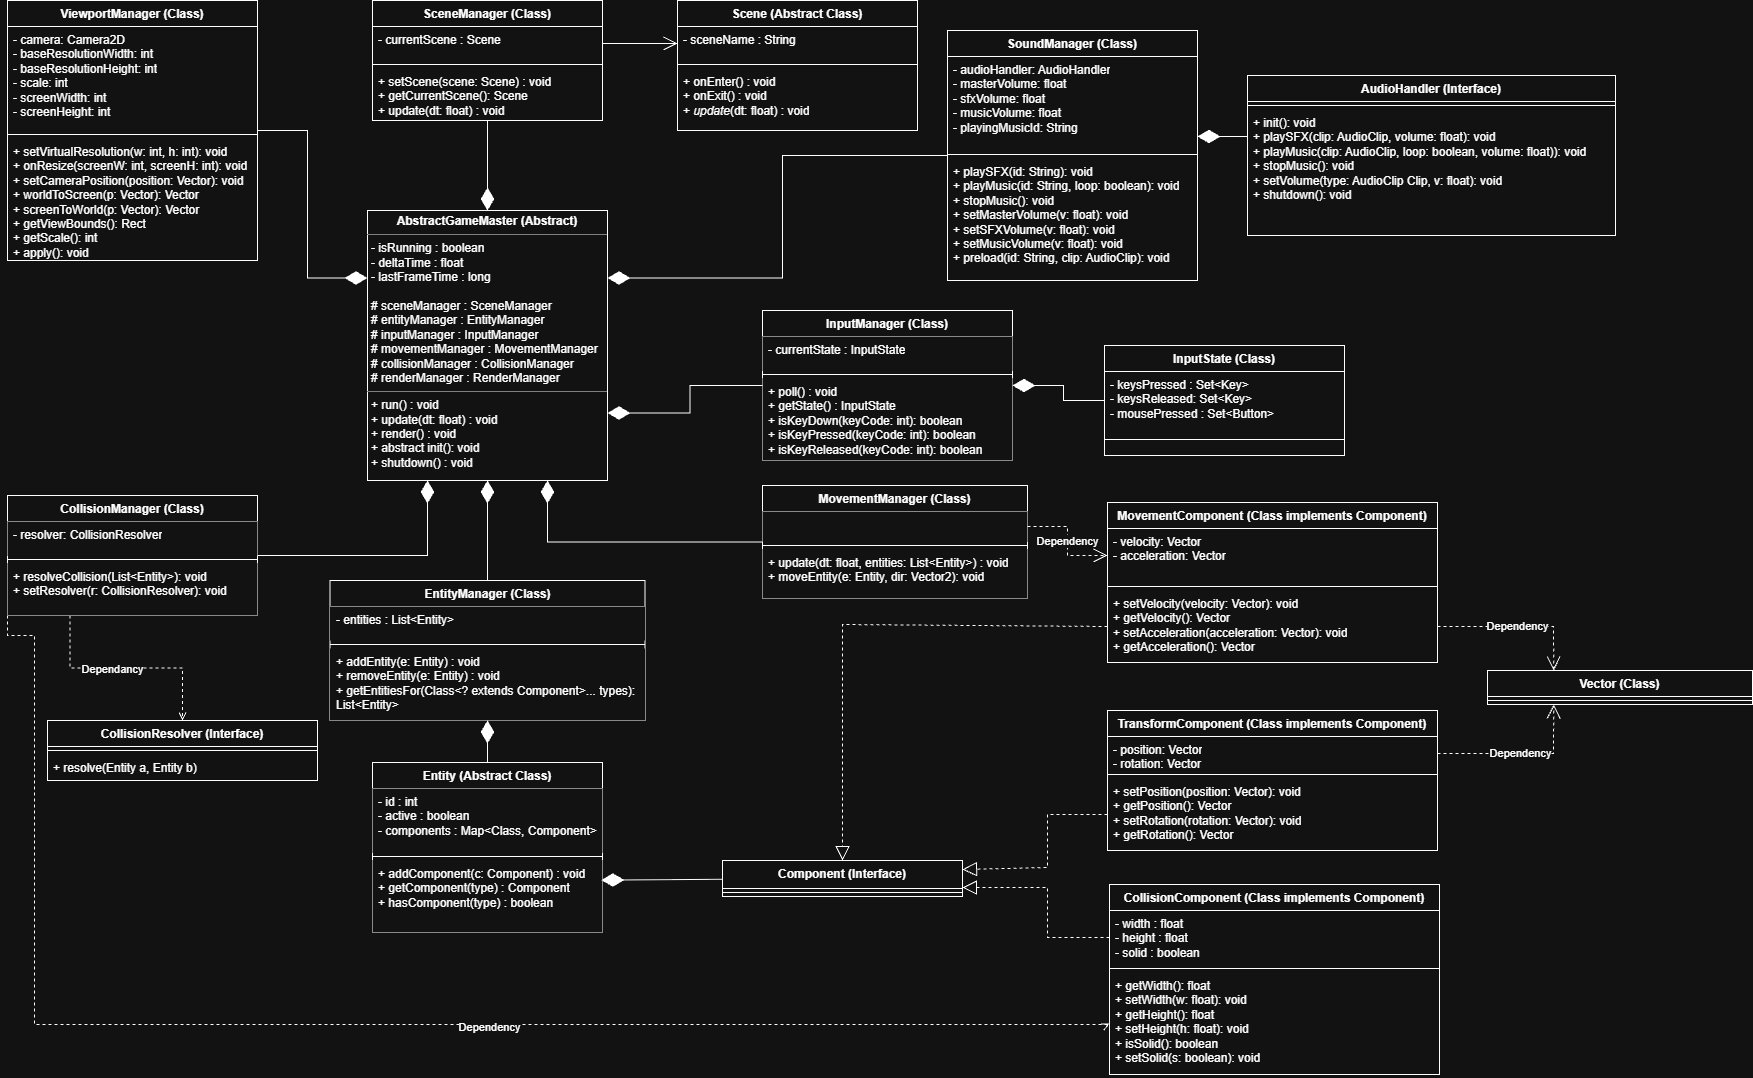 ViewportManager (Class)
- camera: Camera2D
- baseResolutionWidth: int
- baseResolutionHeight: int
- scale: int
- screenWidth: int
- screenHeight: int
+ setVirtualResolution(w: int, h: int): void
+ onResize(screenW: int, screenH: int): void
+ setCameraPosition(position: Vector): void
+ worldToScreen(p: Vector): Vector
+ screenToWorld(p: Vector): Vector
+ getViewBounds(): Rect
+ getScale(): int
+ apply(): void
SceneManager (Class)
- currentScene : Scene
+ setScene(scene: Scene) : void
+ getCurrentScene(): Scene
+ update(dt: float) : void
Scene (Abstract Class)
- sceneName : String
+ onEnter() : void
+ onExit() : void
+ update(dt: float) : void
SoundManager (Class)
- audioHandler: AudioHandler
- masterVolume: float
- sfxVolume: float
- musicVolume: float
- playingMusicId: String
+ playSFX(id: String): void
+ playMusic(id: String, loop: boolean): void
+ stopMusic(): void
+ setMasterVolume(v: float): void
+ setSFXVolume(v: float): void
+ setMusicVolume(v: float): void
+ preload(id: String, clip: AudioClip): void
AudioHandler (Interface)
+ init(): void
+ playSFX(clip: AudioClip, volume: float): void
+ playMusic(clip: AudioClip, loop: boolean, volume: float)): void
+ stopMusic(): void
+ setVolume(type: AudioClip Clip, v: float): void
+ shutdown(): void
AbstractGameMaster (Abstract)
- isRunning : boolean
- deltaTime : float
- lastFrameTime : long
# sceneManager : SceneManager
# entityManager : EntityManager
# inputManager : InputManager
# movementManager : MovementManager
# collisionManager : CollisionManager
# renderManager : RenderManager
+ run() : void
+ update(dt: float) : void
+ render() : void
+ abstract init(): void
+ shutdown() : void
InputManager (Class)
- currentState : InputState
+ poll() : void
+ getState() : InputState
+ isKeyDown(keyCode: int): boolean
+ isKeyPressed(keyCode: int): boolean
+ isKeyReleased(keyCode: int): boolean
InputState (Class)
- keysPressed : Set<Key>
- keysReleased : Set<Key>
- mousePressed : Set<Button>
CollisionManager (Class)
- resolver: CollisionResolver
+ resolveCollision(List<Entity>): void
+ setResolver(r: CollisionResolver): void
Dependancy
CollisionResolver (Interface)
+ resolve(Entity a, Entity b)
EntityManager (Class)
- entities : List<Entity>
+ addEntity(e: Entity) : void
+ removeEntity(e: Entity) : void
+ getEntitiesFor(Class<? extends Component>... types):
List<Entity>
Entity (Abstract Class)
- id : int
- active : boolean
- components : Map<Class, Component>
+ addComponent(c: Component) : void
+ getComponent(type) : Component
+ hasComponent(type) : boolean
MovementManager (Class)
+ update(dt: float, entities: List<Entity>) : void
+ moveEntity(e: Entity, dir: Vector2): void
Dependency
MovementComponent (Class implements Component)
- velocity: Vector
- acceleration: Vector
+ setVelocity(velocity: Vector): void
+ getVelocity(): Vector
+ setAcceleration(acceleration: Vector): void
+ getAcceleration(): Vector
Dependency
Vector (Class)
TransformComponent (Class implements Component)
- position: Vector
- rotation: Vector
+ setPosition(position: Vector): void
+ getPosition(): Vector
+ setRotation(rotation: Vector): void
+ getRotation(): Vector
Dependency
Component (Interface)
CollisionComponent (Class implements Component)
- width : float
- height : float
- solid : boolean
+ getWidth(): float
+ setWidth(w: float): void
+ getHeight(): float
+ setHeight(h: float): void
+ isSolid(): boolean
+ setSolid(s: boolean): void
Dependency